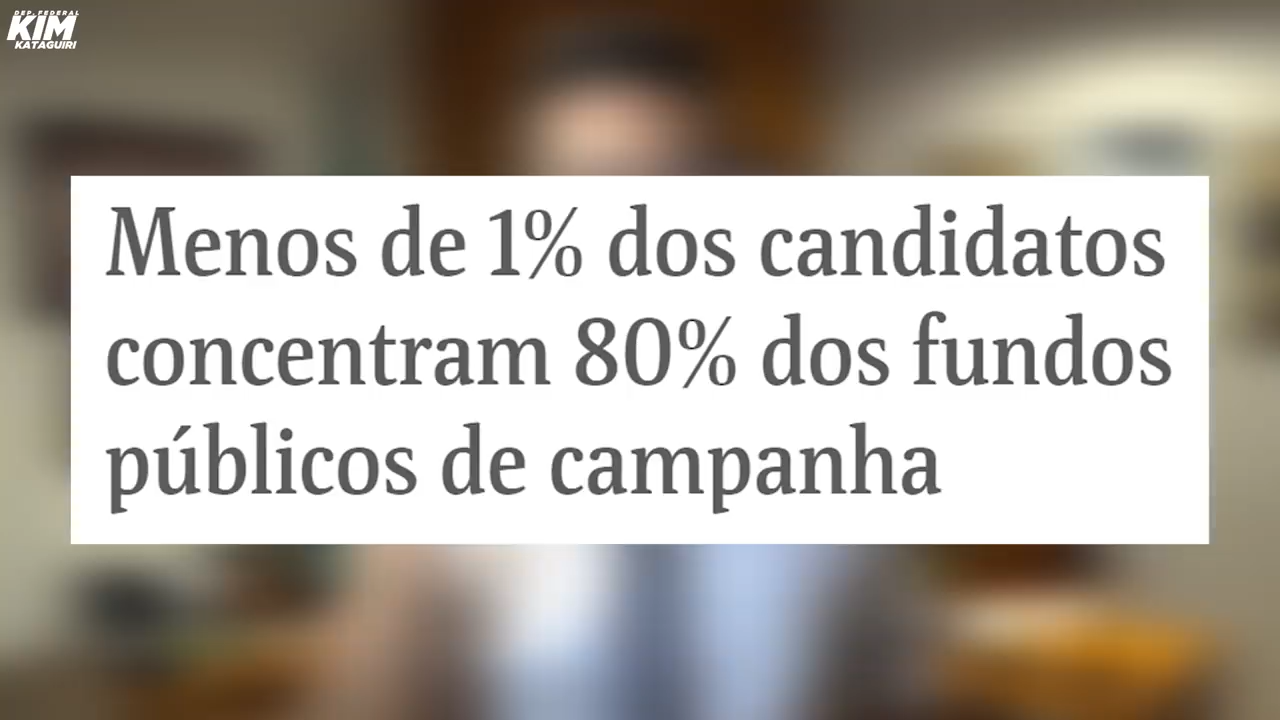 DEP. FEDERAL
KIM
KATAGUIRI
Menos de 1% dos candidatos
concentram 80% dos fundos
públicos de campanha